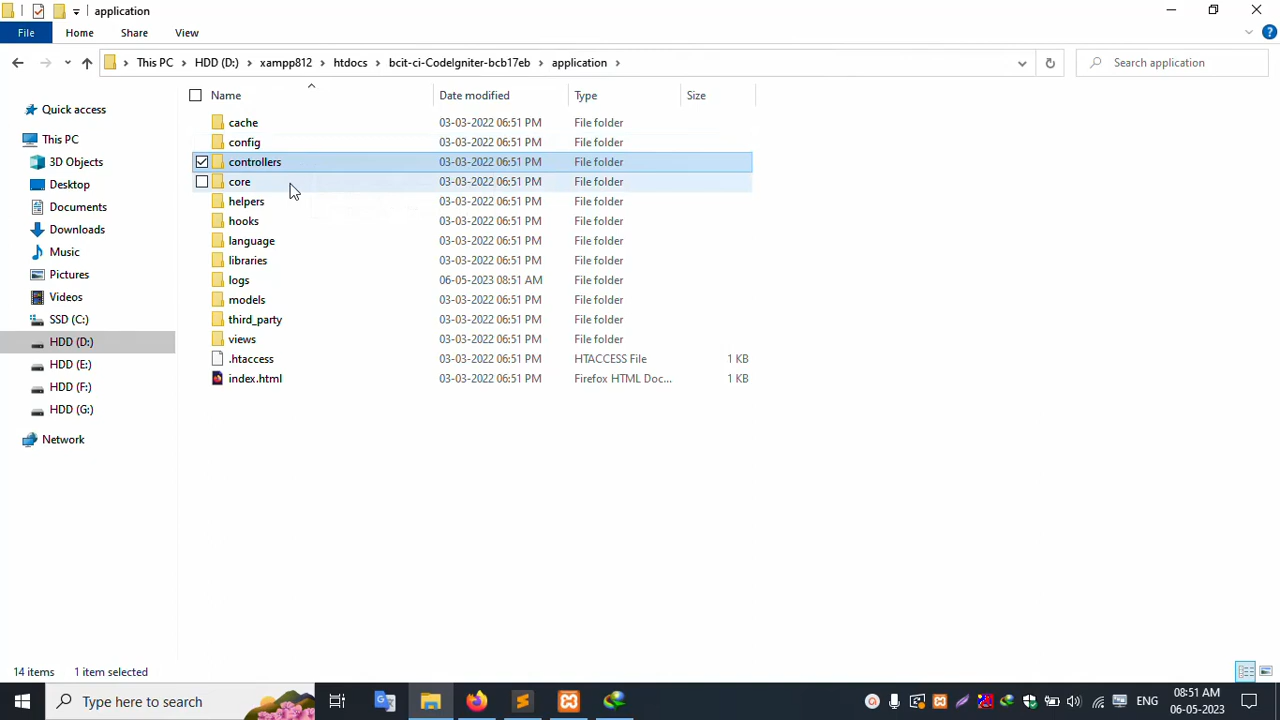 application
File Home Share View
This PC > HDD (D:) > xampp812 > htdocs > bcit-ci-CodeIgniter-bcb17eb > application >
Search application
Name Date modified Type Size
Quick access
This PC
3D Objects
Desktop
Documents
Downloads
Music
Pictures
Videos
SSD (C:)
HDD (D:)
HDD (E:)
HDD (F:)
HDD (G:)
Network
cache 03-03-2022 06:51 PM File folder
config 03-03-2022 06:51 PM File folder
controllers 03-03-2022 06:51 PM File folder
core 03-03-2022 06:51 PM File folder
helpers 03-03-2022 06:51 PM File folder
hooks 03-03-2022 06:51 PM File folder
language 03-03-2022 06:51 PM File folder
libraries 03-03-2022 06:51 PM File folder
logs 06-05-2023 08:51 AM File folder
models 03-03-2022 06:51 PM File folder
third_party 03-03-2022 06:51 PM File folder
views 03-03-2022 06:51 PM File folder
.htaccess 03-03-2022 06:51 PM HTACCESS File 1 KB
index.html 03-03-2022 06:51 PM Firefox HTML Doc... 1 KB
14 items 1 item selected
Type here to search
ENG
08:51 AM
06-05-2023